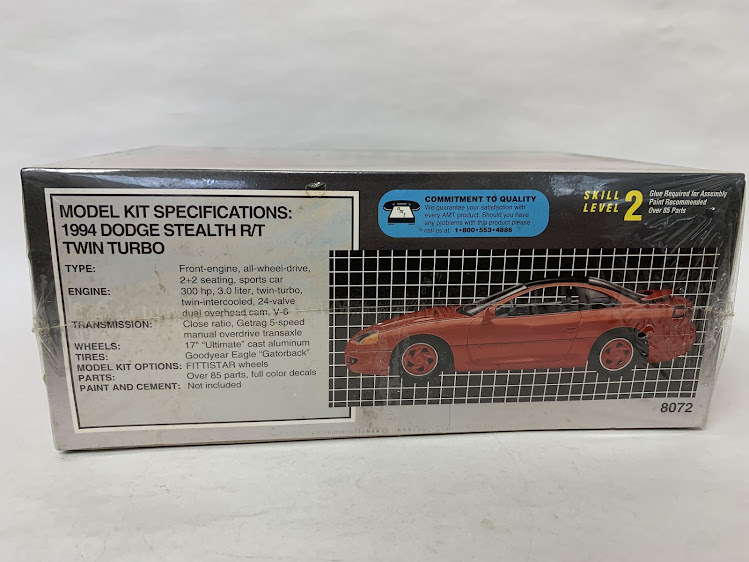 MODEL KIT SPECIFICATIONS:
1994 DODGE STEALTH R/T
TWIN TURBO
TYPE: Front-engine, all-wheel-drive,
2+2 seating, sports car
ENGINE: 300 hp, 3.0 liter, twin-turbo,
twin-intercooled, 24-valve
dual overhead cam, V-6
TRANSMISSION: Close ratio, Getrag 5-speed
manual overdrive transaxle
WHEELS: 17" "Ultimate" cast aluminum
TIRES: Goodyear Eagle "Gatorback"
MODEL KIT OPTIONS: FITTISTAR wheels
PARTS: Over 85 parts, full color decals
PAINT AND CEMENT: Not included
COMMITMENT TO QUALITY
We guarantee your satisfaction with
every AMT product. Should you have
any problems with this product please
call us at: 1•800•553•4886
SKILL
LEVEL 2
Glue Required for Assembly
Paint Recommended
Over 85 Parts
8072